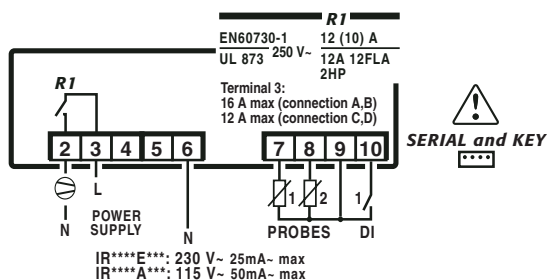 R1
EN60730-1
UL 873
250 V~
12 (10) A
12A 12FLA
2HP
Terminal 3:
16 A max (connection A,B)
12 A max (connection C,D)
R1
2 3 4 5 6 7 8 9 10
L
N
POWER
SUPPLY
N
1 2 1
PROBES DI
SERIAL and KEY
IR****E***: 230 V~ 25mA~ max
IR****A***: 115 V~ 50mA~ max